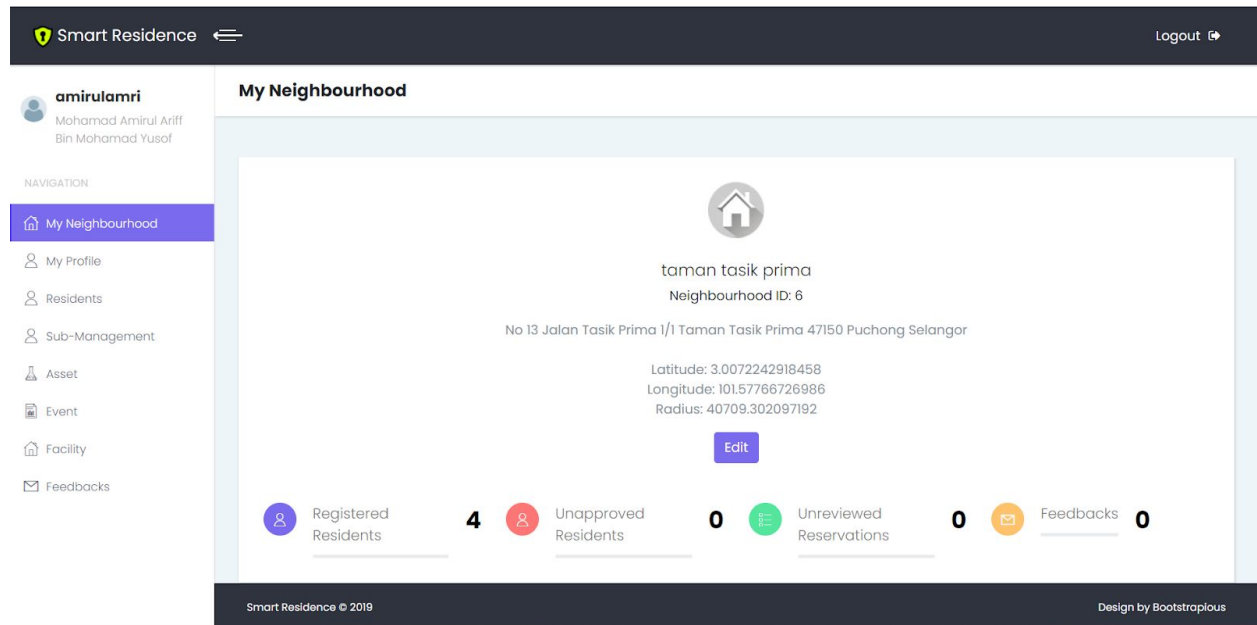 Smart Residence
Logout
amirulamri
Mohamad Amirul Ariff
Bin Mohamad Yusof
NAVIGATION
My Neighbourhood
My Profile
Residents
Sub-Management
Asset
Event
Facility
Feedbacks
My Neighbourhood
taman tasik prima
Neighbourhood ID: 6
No 13 Jalan Tasik Prima 1/1 Taman Tasik Prima 47150 Puchong Selangor
Latitude: 3.0072242918458
Longitude: 101.57766726986
Radius: 40709.302097192
Edit
Registered
Residents
4
Unapproved
Residents
0
Unreviewed
Reservations
0
Feedbacks
0
Smart Residence © 2019
Design by Bootstrapious